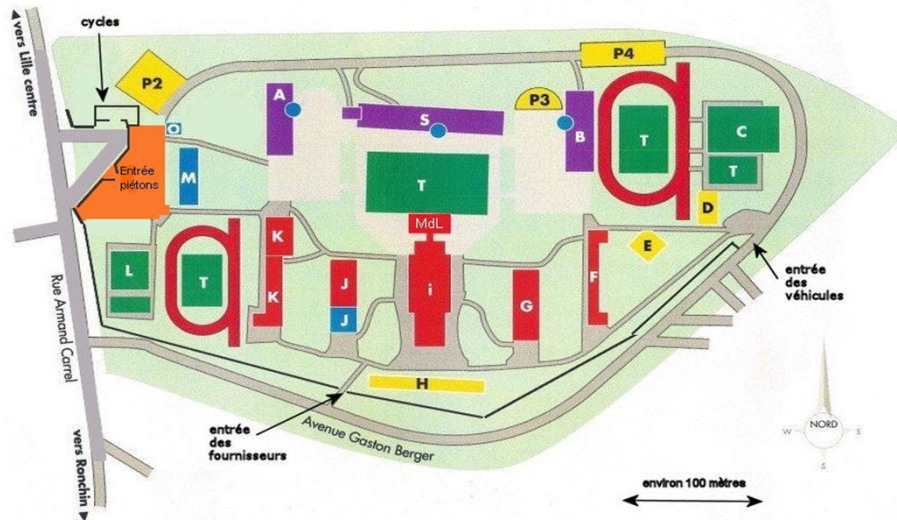 vers Lille centre
cycles
P2
P4
A
P3
O
S
B
T
C
Entrée
piétons
M
T
T
D
MdL
K
E
L
T
K
J
i
G
F
entrée
des
véhicules
J
H
Rue Armand Carrel
entrée
des
fournisseurs
Avenue Gaston Berger
NORD
W
E
S
vers Ronchin
environ 100 mètres